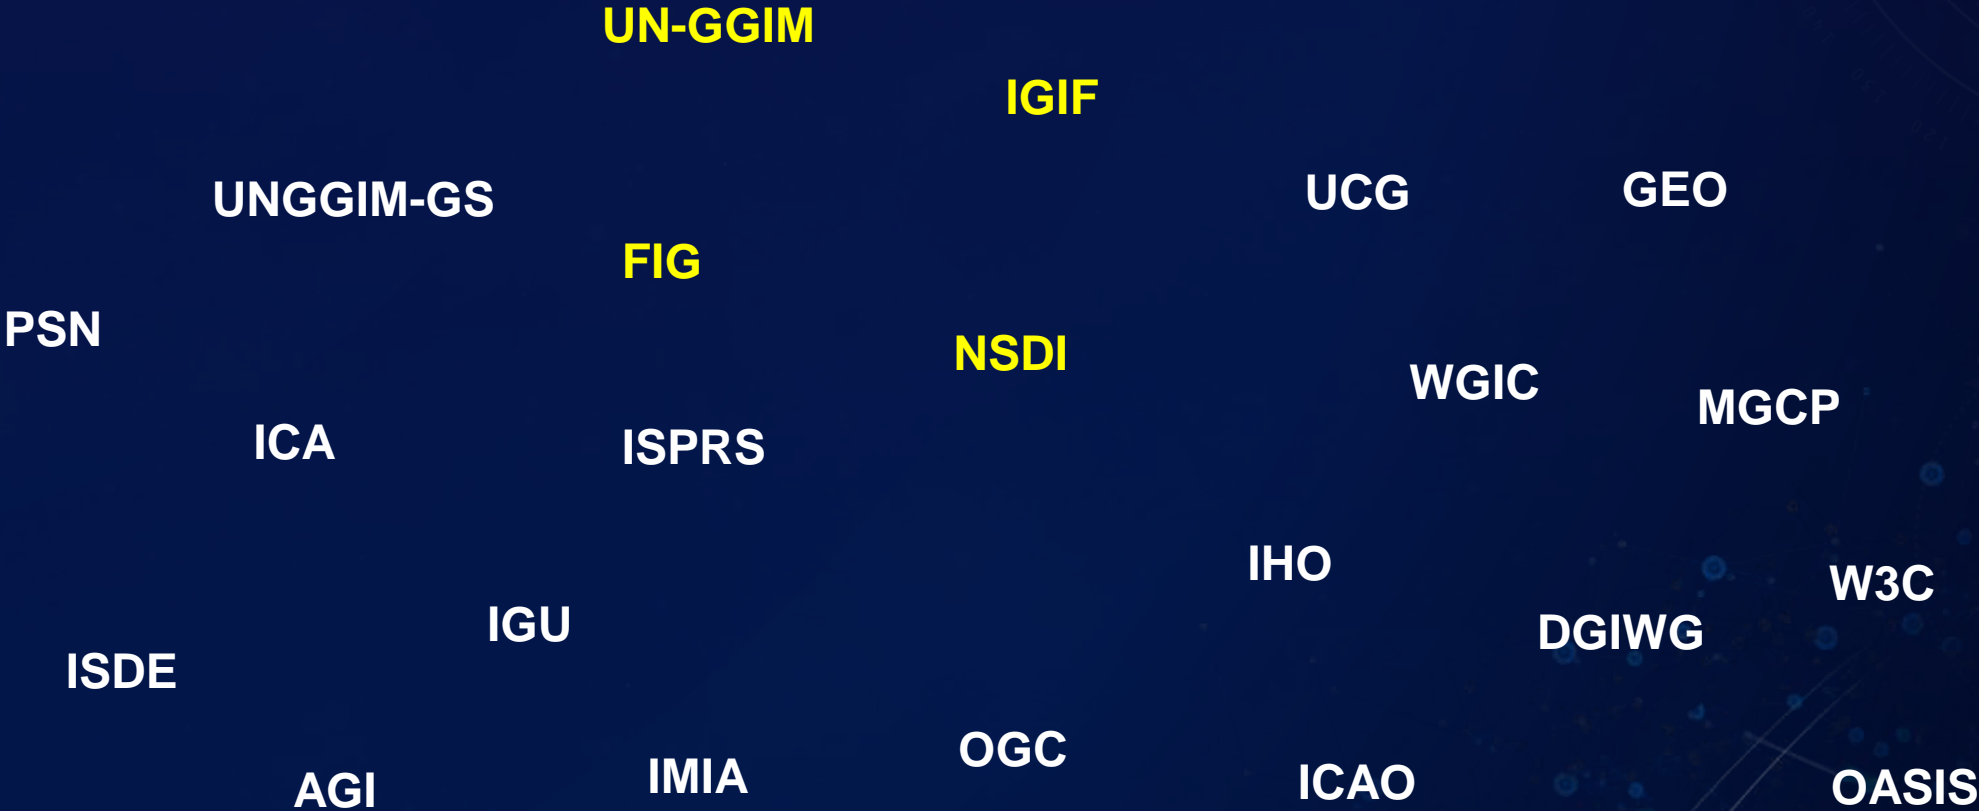 UN-GGIM
IGIF
UNGGIM-GS
UCG
GEO
FIG
PSN
NSDI
WGIC
MGCP
ICA
ISPRS
IHO
W3C
IGU
DGIWG
ISDE
OGC
IMIA
ICAO
AGI
OASIS